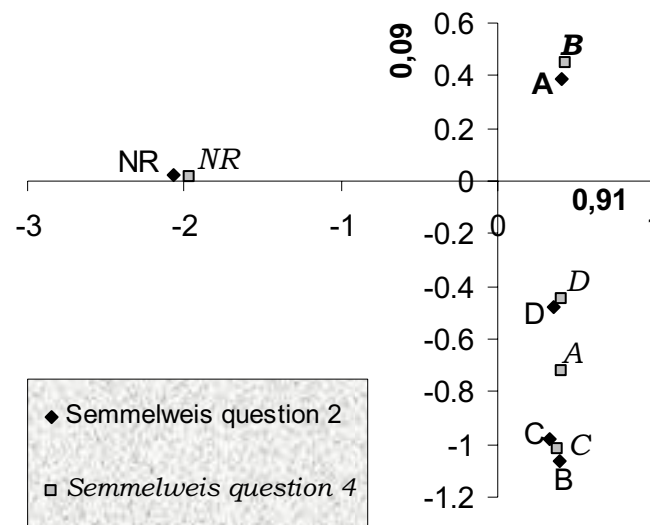 0.6
0,09
B
0.4
A
0.2
NR NR
0
0,91
-3 -2 -1 0 1
-0.2
-0.4
D
D
-0.6
A
-0.8
Semmelweis question 2
C C
-1
B
Semmelweis question 4
-1.2